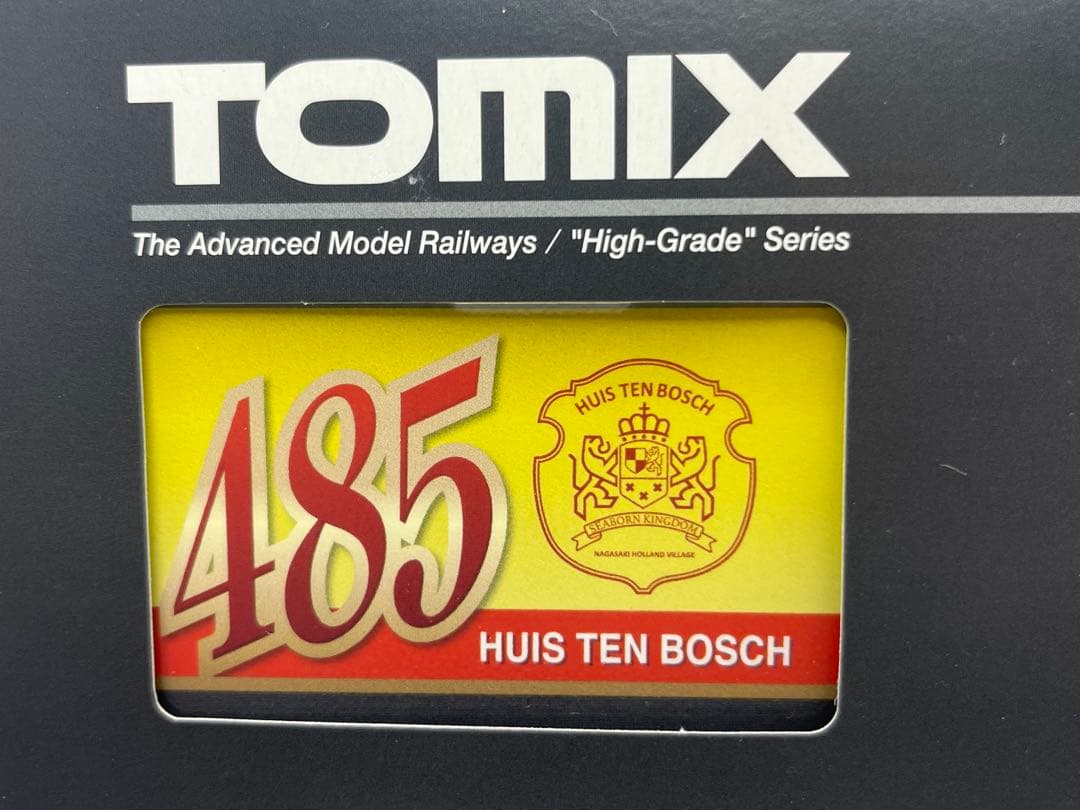 TOMIX
The Advanced Model Railways / "High-Grade" Series
485
HUIS TEN BOSCH
SEABORN KINGDOM
NAGASAKI HOLLAND VILLAGE
HUIS TEN BOSCH